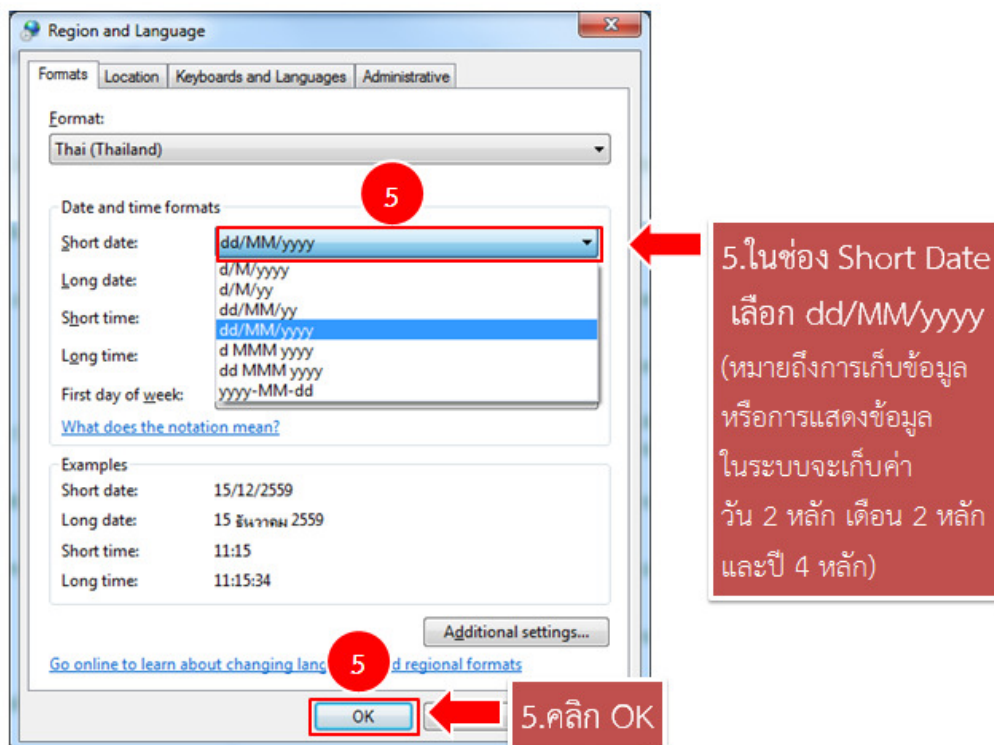 Region and Language
Formats Location Keyboards and Languages Administrative
Format:
Thai (Thailand)
5
Date and time formats
Short date: dd/MM/yyyy
d/M/yyyy
Long date:
d/M/yy
dd/MM/yy
Short time:
dd/MM/yyyy
Long time:
d MMM yyyy
dd MMM yyyy
First day of week:
yyyy-MM-dd
What does the notation mean?
5.ในช่อง Short Date
เลือก dd/MM/yyyy
(หมายถึงการเก็บข้อมูล
หรือการแสดงข้อมูล
ในระบบจะเก็บค่า
วัน 2 หลัก เดือน 2 หลัก
และปี 4 หลัก)
Examples
Short date: 15/12/2559
Long date: 15 ธันวาคม 2559
Short time: 11:15
Long time: 11:15:34
Additional settings...
Go online to learn about changing regional formats
5
OK
5.คลิก OK